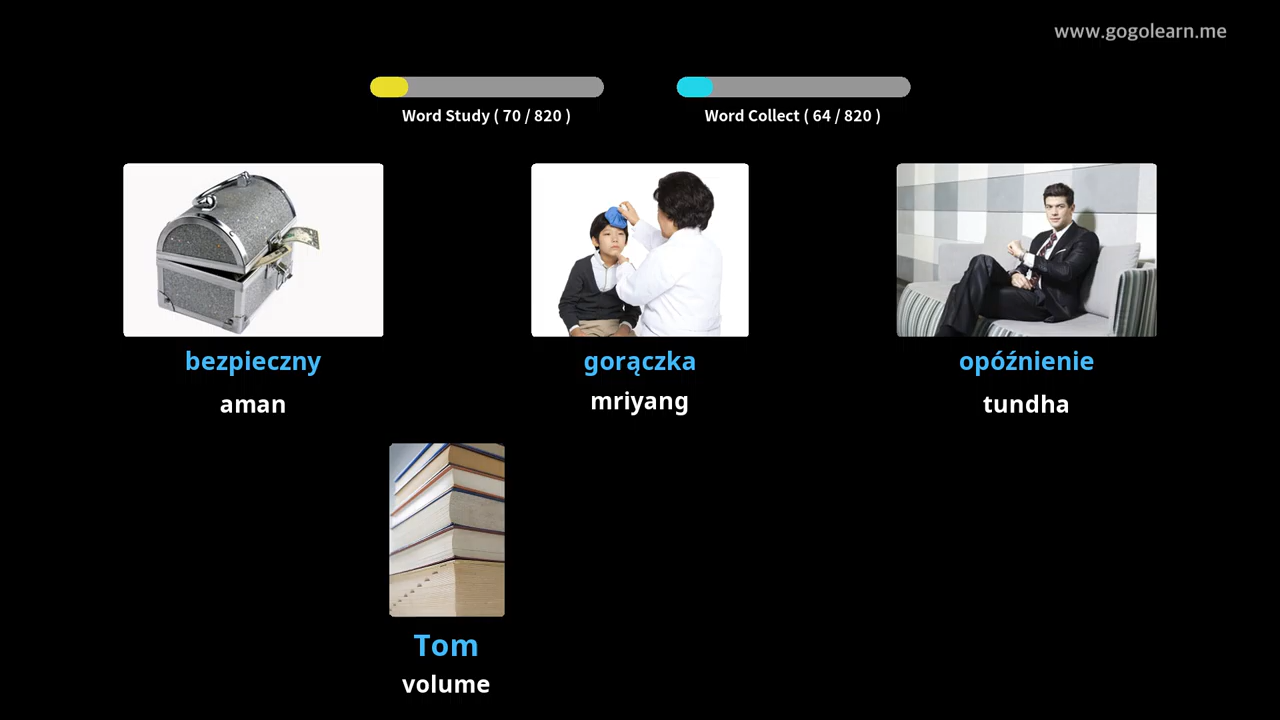 www.gogolearn.me
Word Study ( 70 / 820 )
Word Collect ( 64 / 820 )
bezpieczny
aman
gorączka
mriyang
opóźnienie
tundha
Tom
volume